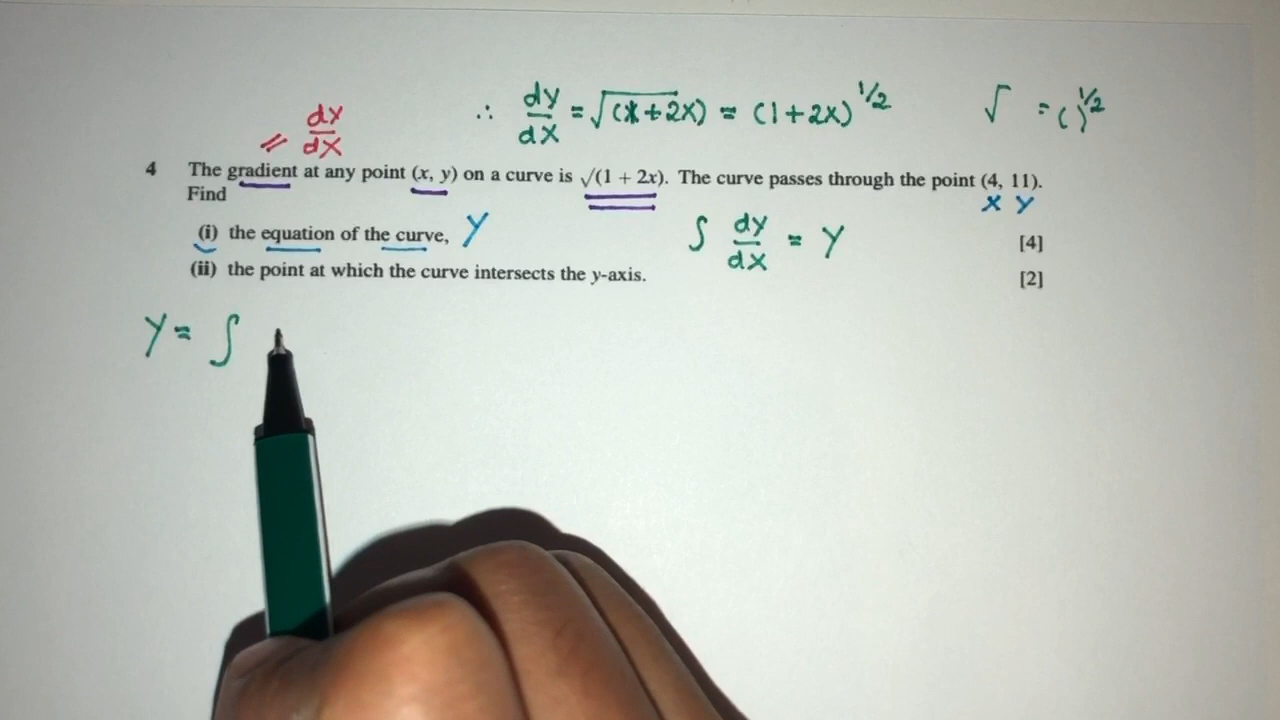 ∴ dy/dx = √(1+2x) = (1+2x)^1/2 √ = ( )^1/2
= dy/dx
4 The gradient at any point (x, y) on a curve is √(1 + 2x). The curve passes through the point (4, 11).
Find
x y
(i) the equation of the curve, y ∫ dy/dx = y [4]
(ii) the point at which the curve intersects the y-axis. [2]
y = ∫